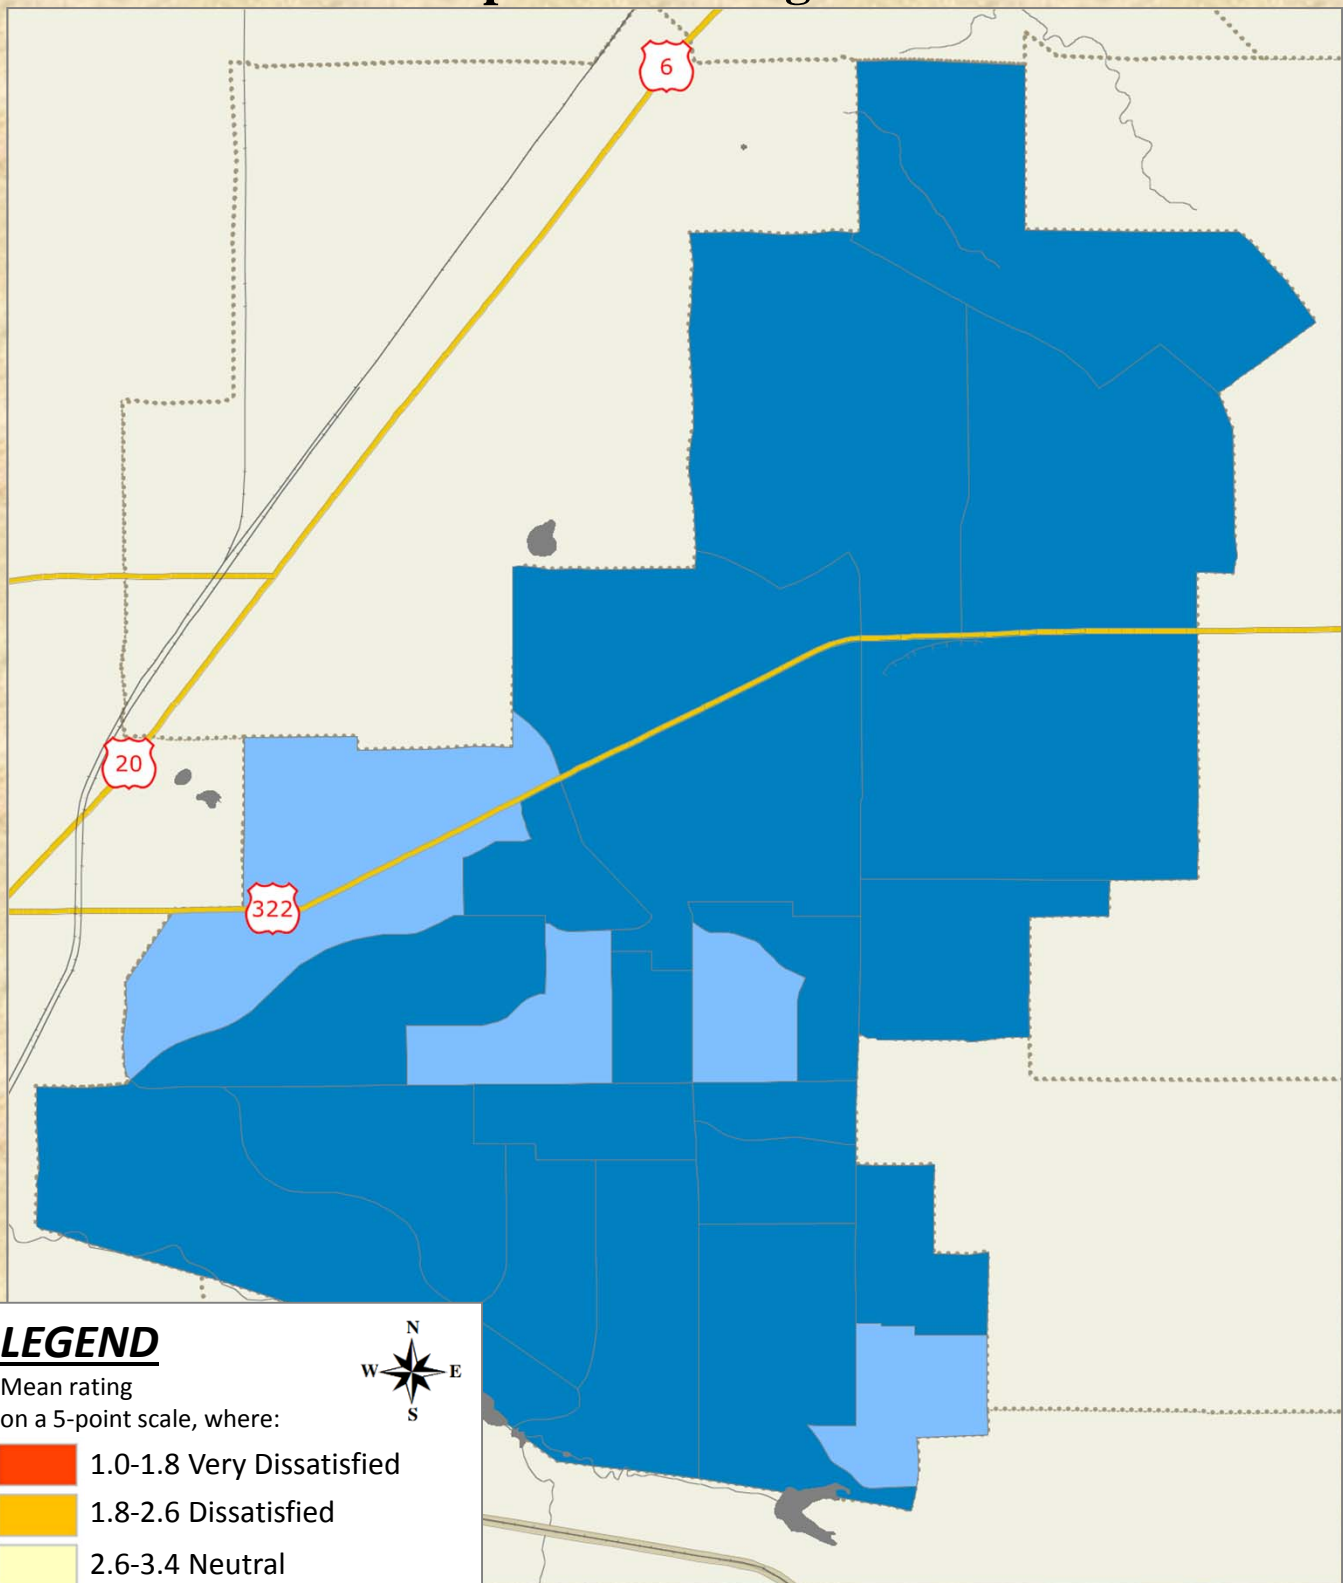 6
20
322
LEGEND
N
W E
S
Mean rating
on a 5-point scale, where:
1.0-1.8 Very Dissatisfied
1.8-2.6 Dissatisfied
2.6-3.4 Neutral